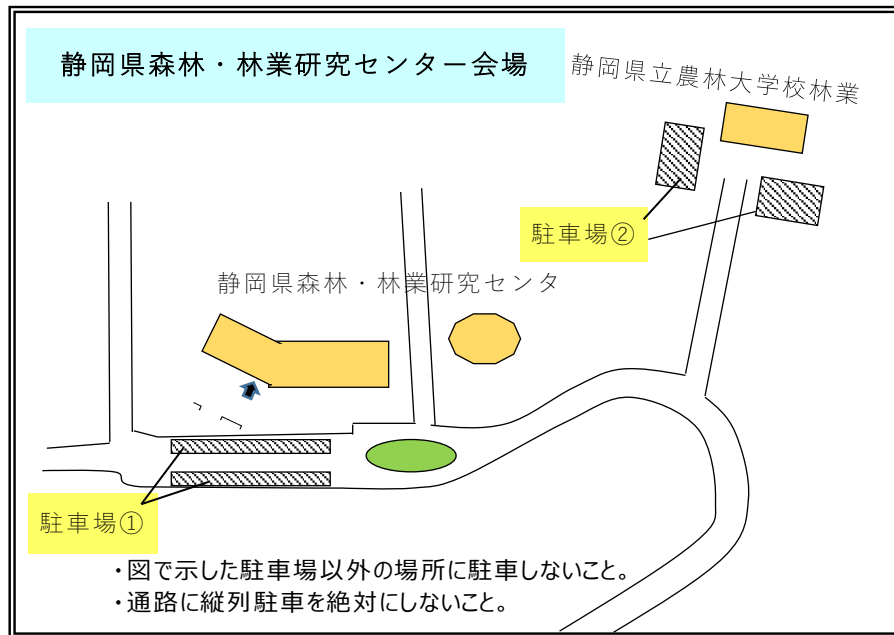 静岡県森林・林業研究センター会場
静岡県立農林大学校林業
駐車場②
静岡県森林・林業研究センタ
駐車場①
・図で示した駐車場以外の場所に駐車しないこと。
・通路に縦列駐車を絶対にしないこと。